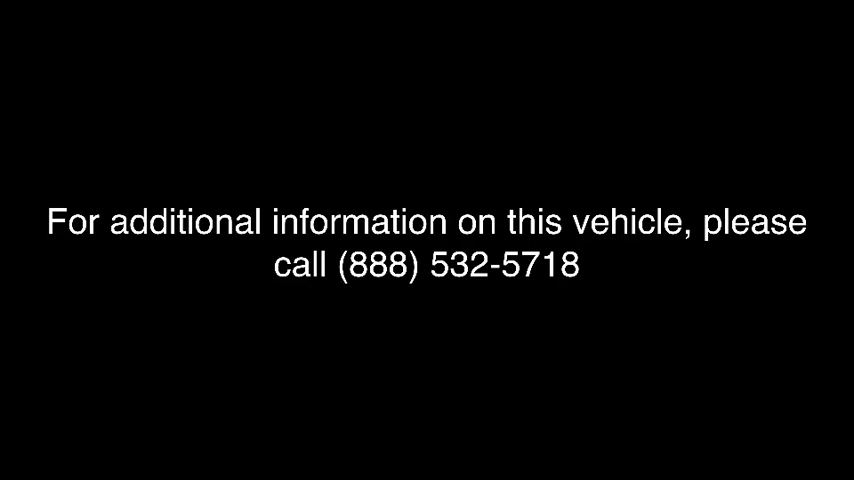 For additional information on this vehicle, please
call (888) 532-5718